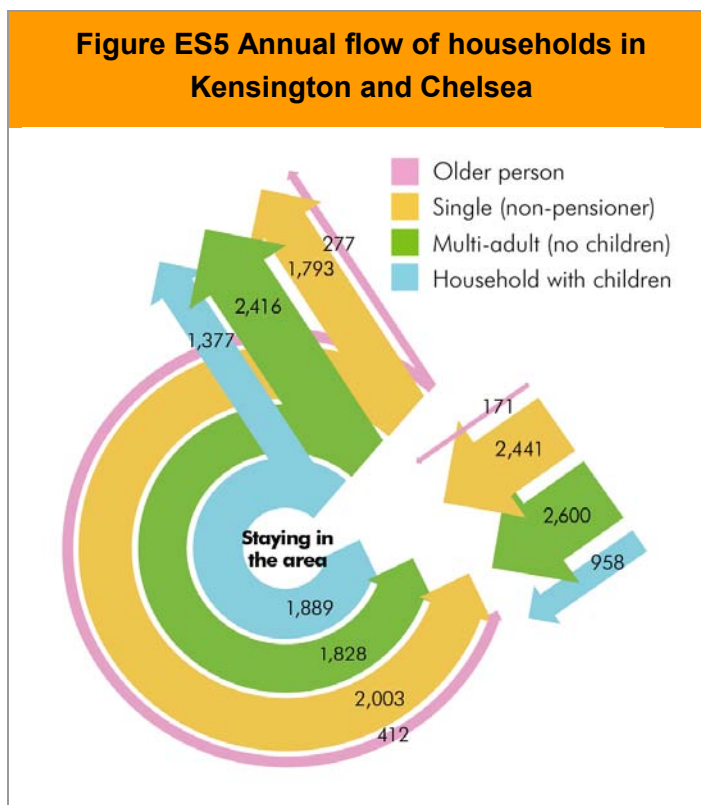 Figure ES5 Annual flow of households in
Kensington and Chelsea
Older person
Single (non-pensioner)
Multi-adult (no children)
Household with children
277
1,793
2,416
1,377
171
2,441
2,600
958
Staying in
the area
1,889
1,828
2,003
412